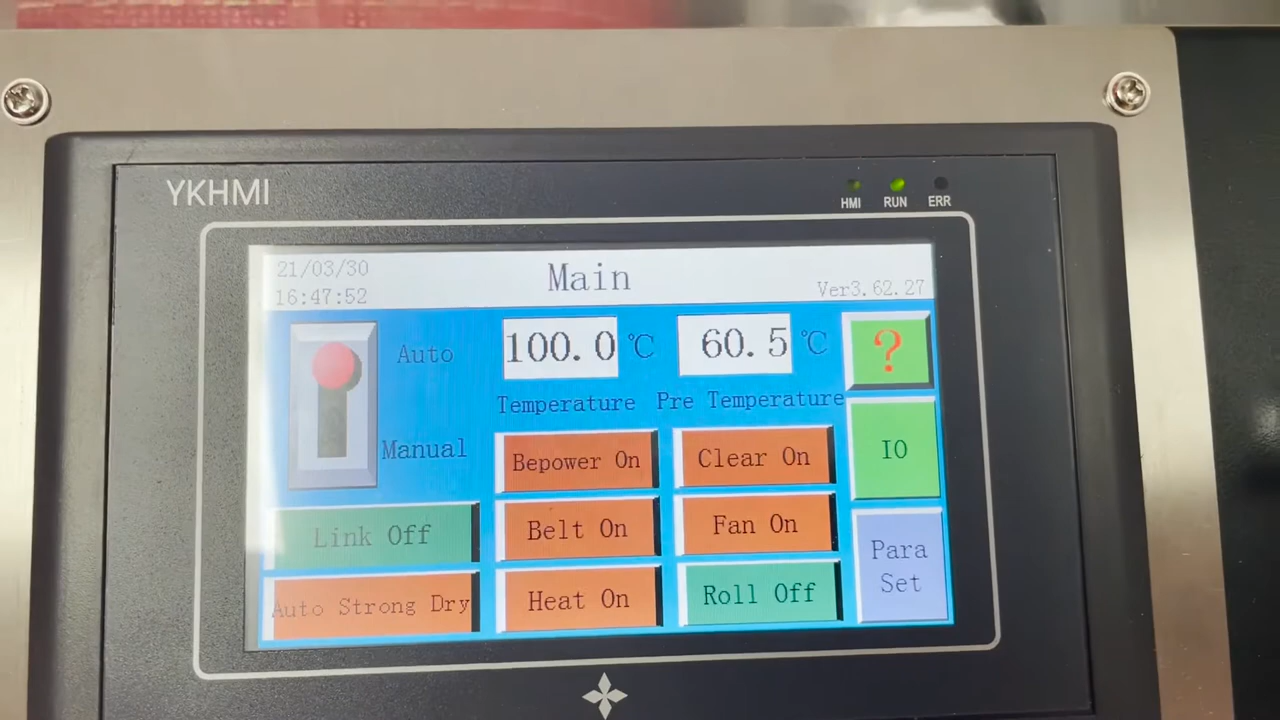 YKHMI
HMI RUN ERR
21/03/30
16:47:52
Main
Ver3.62.27
Auto
100.0 ℃
60.5 ℃
?
Temperature
Pre Temperature
Manual
Bepower On
Clear On
IO
Link Off
Belt On
Fan On
Para
Set
Auto Strong Dry
Heat On
Roll Off